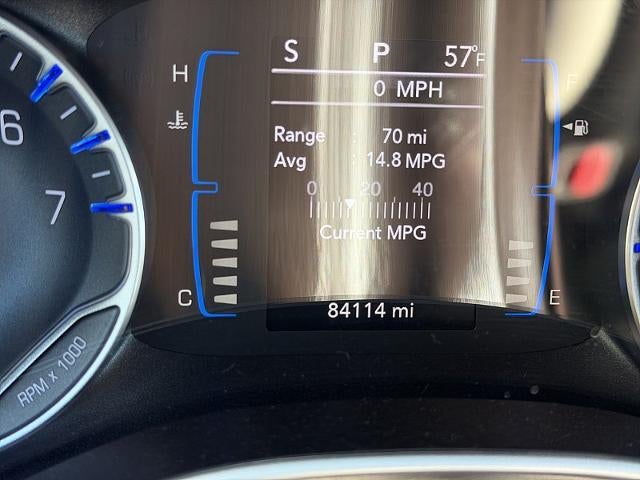 S P 57°F
H F
0 MPH
6
Range : 70 mi
Avg : 14.8 MPG
7
0 20 40
Current MPG
C E
84114 mi
RPM x 1000